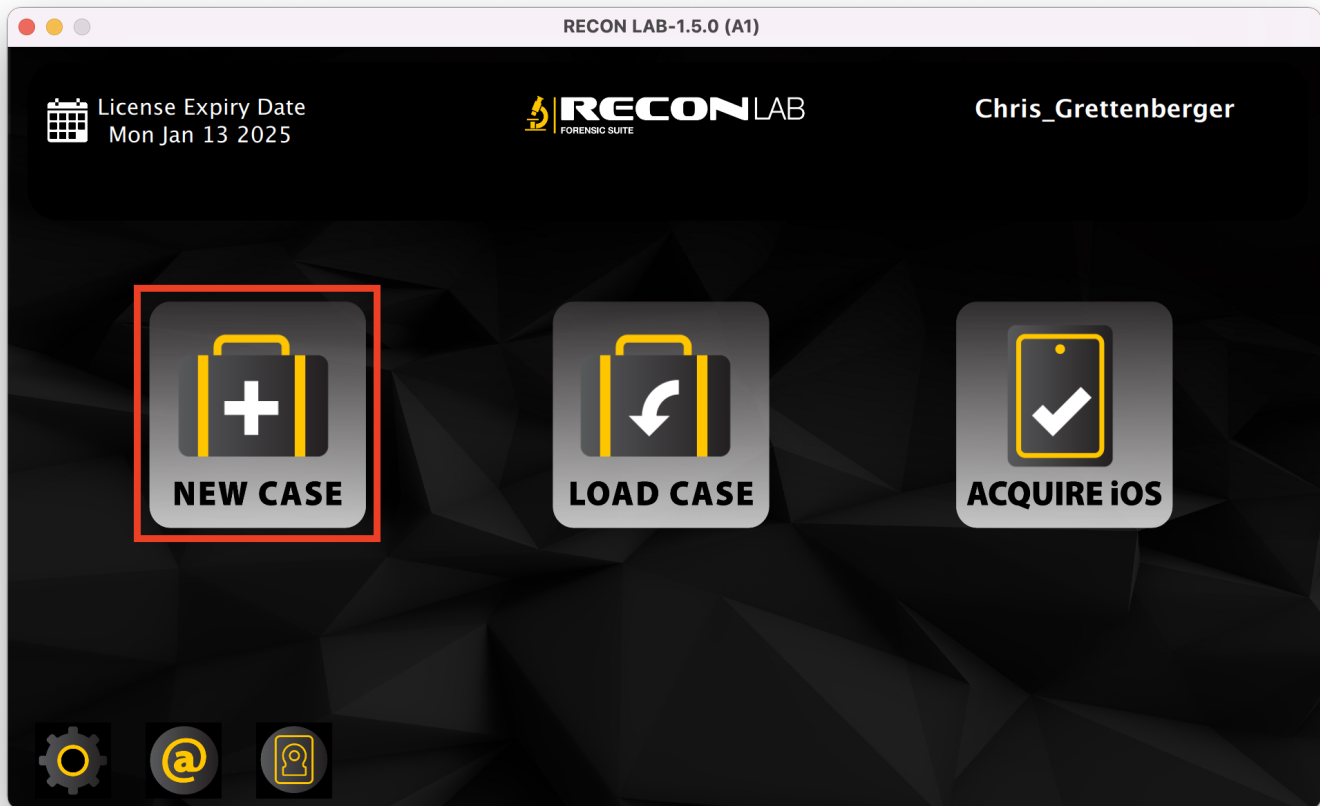 RECON LAB-1.5.0 (A1)
License Expiry Date
Mon Jan 13 2025
RECON LAB
FORENSIC SUITE
Chris_Grettenberger
NEW CASE
LOAD CASE
ACQUIRE iOS
@